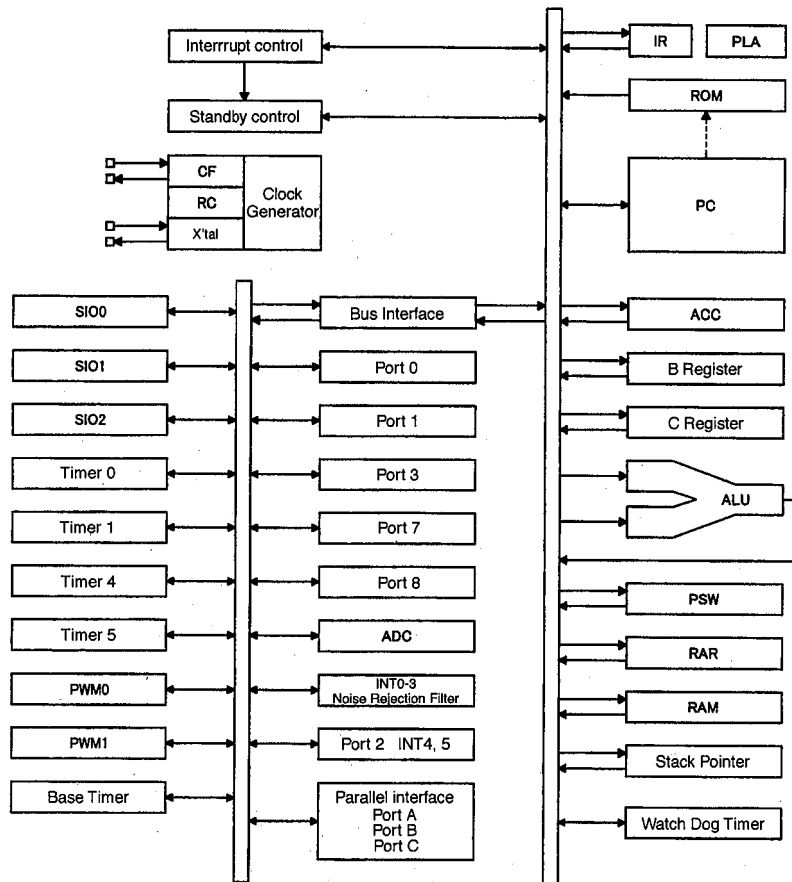 Interrrupt control
IR
PLA
Standby control
ROM
CF
RC
X'tal
Clock
Generator
PC
SIO0
Bus Interface
ACC
SIO1
Port 0
B Register
SIO2
Port 1
C Register
Timer 0
Port 3
ALU
Timer 1
Port 7
Timer 4
Port 8
PSW
Timer 5
ADC
RAR
PWM0
INT0-3
Noise Rejection Filter
RAM
PWM1
Port 2 INT4, 5
Stack Pointer
Base Timer
Parallel interface
Port A
Port B
Port C
Watch Dog Timer